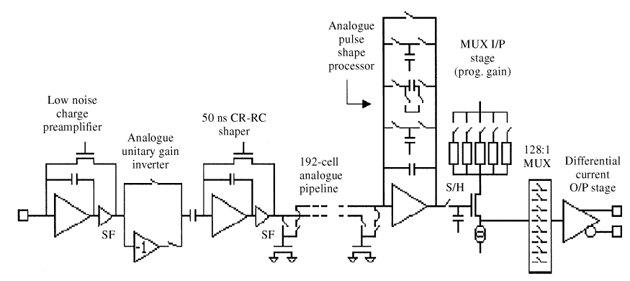 Analogue
pulse
shape
processor
MUX I/P
stage
(prog. gain)
Low noise
charge
preamplifier
Analogue
unitary gain
inverter
50 ns CR-RC
shaper
192-cell
analogue
pipeline
128:1
MUX
Differential
current
O/P stage
S/H
SF
-1
SF